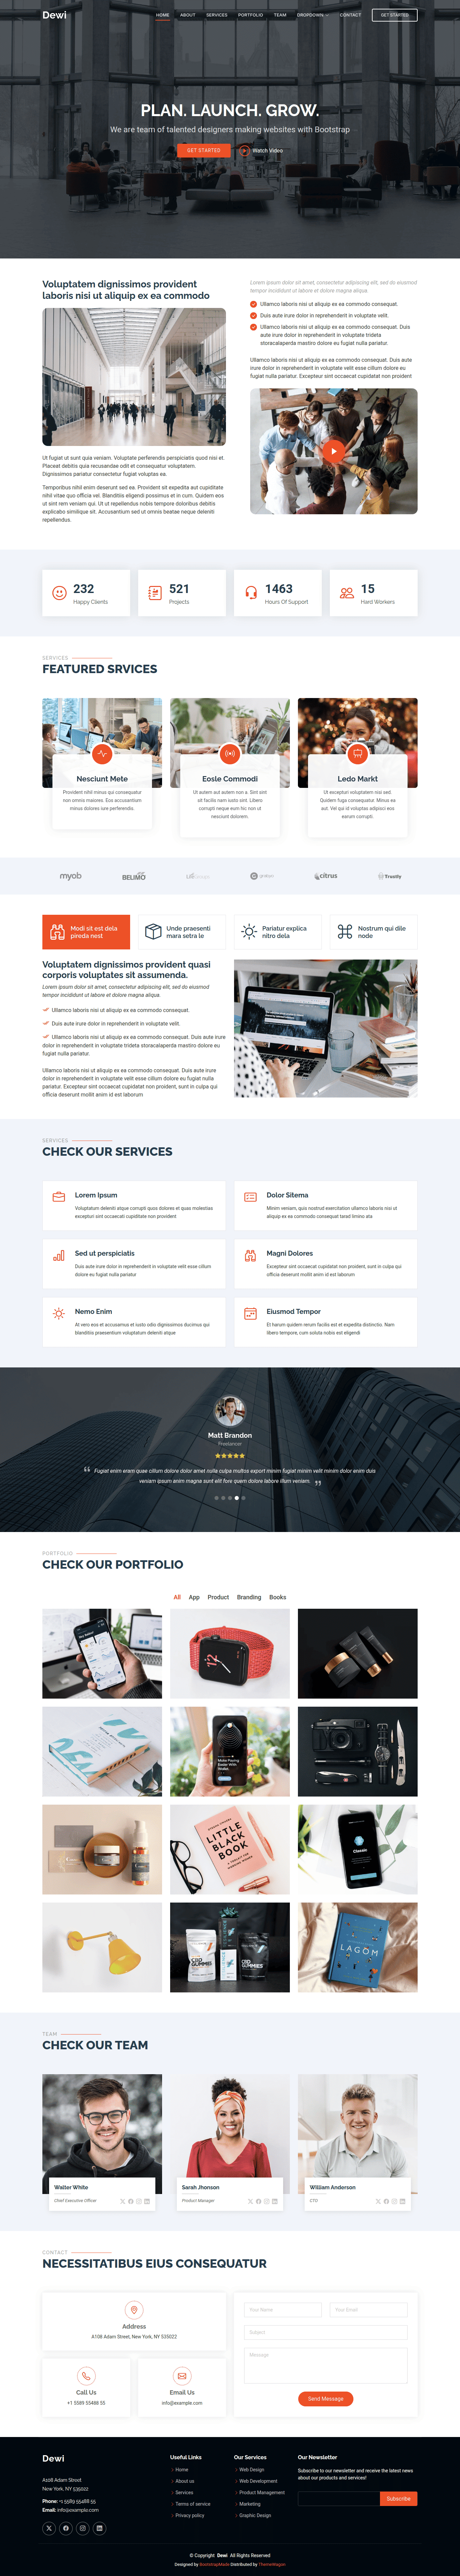 Dewi
HOME ABOUT SERVICES PORTFOLIO TEAM DROPDOWN CONTACT GET STARTED
PLAN. LAUNCH. GROW.
We are team of talented designers making websites with Bootstrap
GET STARTED
Watch Video
Voluptatem dignissimos provident
laboris nisi ut aliquip ex ea commodo
Ut fugiat ut sunt quia veniam. Voluptate perferendis perspiciatis quod nisi et.
Placeat debitis quia recusandae odit et consequatur voluptatem.
Dignissimos pariatur consectetur fugiat voluptas ea.
Temporibus nihil enim deserunt sed ea. Provident sit expedita aut cupiditate
nihil vitae quo officia vel. Blanditiis eligendi possimus et in cum. Quidem eos
ut sint rem veniam qui. Ut ut repellendus nobis tempore doloribus debitis
explicabo similique sit. Accusantium sed ut omnis beatae neque deleniti
repellendus.
Lorem ipsum dolor sit amet, consectetur adipiscing elit, sed do eiusmod
tempor incididunt ut labore et dolore magna aliqua.
Ullamco laboris nisi ut aliquip ex ea commodo consequat.
Duis aute irure dolor in reprehenderit in voluptate velit.
Ullamco laboris nisi ut aliquip ex ea commodo consequat. Duis aute
irure dolor in reprehenderit in voluptate trideta
storacalaperda mastiro dolore eu fugiat nulla pariatur.
Ullamco laboris nisi ut aliquip ex ea commodo consequat. Duis aute
irure dolor in reprehenderit in voluptate velit esse cillum dolore eu
fugiat nulla pariatur. Excepteur sint occaecat cupidatat non proident
232
Happy Clients
521
Projects
1463
Hours Of Support
15
Hard Workers
SERVICES
FEATURED SRVICES
Nesciunt Mete
Provident nihil minus qui consequatur
non omnis maiores. Eos accusantium
minus dolores iure perferendis.
Eosle Commodi
Ut autem aut autem non a. Sint sint
sit facilis nam iusto sint. Libero
corrupti neque eum hic non ut
nesciunt dolorem.
Ledo Markt
Ut excepturi voluptatem nisi sed.
Quidem fuga consequatur. Minus ea
aut. Vel qui id voluptas adipisci eos
earum corrupti.
myob
BELIMO
citrus
Trustly
Modi sit est dela
pireda nest
Unde praesenti
mara setra le
Pariatur explica
nitro dela
Nostrum qui dile
node
Voluptatem dignissimos provident quasi
corporis voluptates sit assumenda.
Lorem ipsum dolor sit amet, consectetur adipiscing elit, sed do eiusmod
tempor incididunt ut labore et dolore magna aliqua.
Ullamco laboris nisi ut aliquip ex ea commodo consequat.
Duis aute irure dolor in reprehenderit in voluptate velit.
Ullamco laboris nisi ut aliquip ex ea commodo consequat. Duis aute irure
dolor in reprehenderit in voluptate trideta storacalaperda mastiro dolore eu
fugiat nulla pariatur.
Ullamco laboris nisi ut aliquip ex ea commodo consequat. Duis aute irure
dolor in reprehenderit in voluptate velit esse cillum dolore eu fugiat nulla
pariatur. Excepteur sint occaecat cupidatat non proident, sunt in culpa qui
officia deserunt mollit anim id est laborum
SERVICES
CHECK OUR SERVICES
Lorem Ipsum
Voluptatum deleniti atque corrupti quos dolores et quas molestias
excepturi sint occaecati cupiditate non provident
Dolor Sitema
Minim veniam, quis nostrud exercitation ullamco laboris nisi ut
aliquip ex ea commodo consequat tarad limino ata
Sed ut perspiciatis
Duis aute irure dolor in reprehenderit in voluptate velit esse cillum
dolore eu fugiat nulla pariatur
Magni Dolores
Excepteur sint occaecat cupidatat non proident, sunt in culpa qui
officia deserunt mollit anim id est laborum
Nemo Enim
At vero eos et accusamus et iusto odio dignissimos ducimus qui
blanditiis praesentium voluptatum deleniti atque
Eiusmod Tempor
Et harum quidem rerum facilis est et expedita distinctio. Nam
libero tempore, cum soluta nobis est eligendi
Matt Brandon
Freelancer
Fugiat enim eram quae cillum dolore dolor amet nulla culpa multos export minim fugiat minim velit minim dolor enim duis
veniam ipsum anim magna sunt elit fore quem dolore labore illum veniam.
PORTFOLIO
CHECK OUR PORTFOLIO
All App Product Branding Books
Make Paying
LITTLE
BLACK
BOOK
Classic
CBD
GUMMIES
CBD
GUMMIES
LAGOM
TEAM
CHECK OUR TEAM
Walter White
Chief Executive Officer
Sarah Jhonson
Product Manager
William Anderson
CTO
CONTACT
NECESSITATIBUS EIUS CONSEQUATUR
Address
A108 Adam Street, New York, NY 535022
Call Us
+1 5589 55488 55
Email Us
info@example.com
Your Name
Your Email
Subject
Message
Send Message
Dewi
A108 Adam Street
New York, NY 535022
Phone: +1 5589 55488 55
Email: info@example.com
Useful Links
Home
About us
Services
Terms of service
Privacy policy
Our Services
Web Design
Web Development
Product Management
Marketing
Graphic Design
Our Newsletter
Subscribe to our newsletter and receive the latest news
about our products and services!
Subscribe
© Copyright Dewi All Rights Reserved
Designed by BootstrapMade Distributed by ThemeWagon